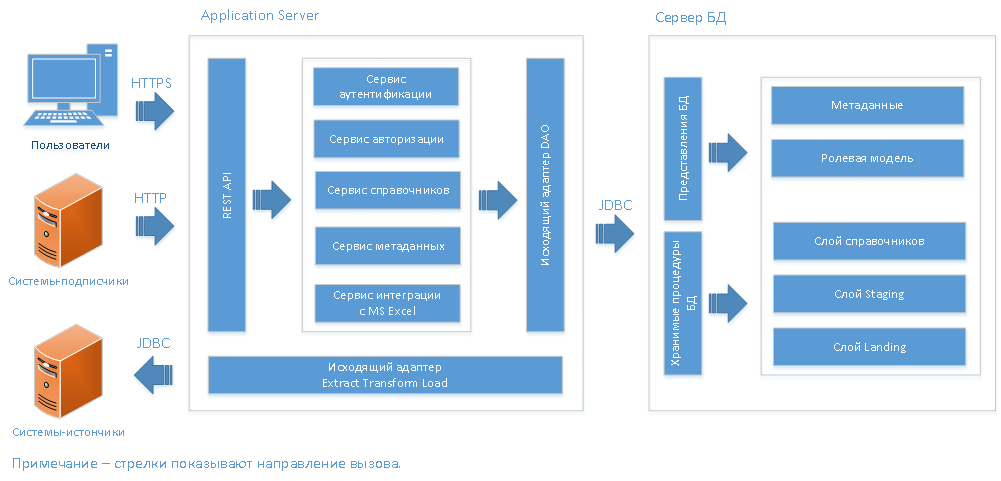 Application Server
Сервер БД
HTTPS
Пользователи
HTTP
Системы-подписчики
JDBC
Системы-истончики
REST API
Сервис
аутентификации
Сервис авторизации
Сервис справочников
Сервис метаданных
Сервис интеграции
с MS Excel
Исходящий адаптер DAO
Исходящий адаптер
Extract Transform Load
JDBC
Представления БД
Хранимые процедуры
БД
Метаданные
Ролевая модель
Слой справочников
Слой Staging
Слой Landing
Примечание – стрелки показывают направление вызова.